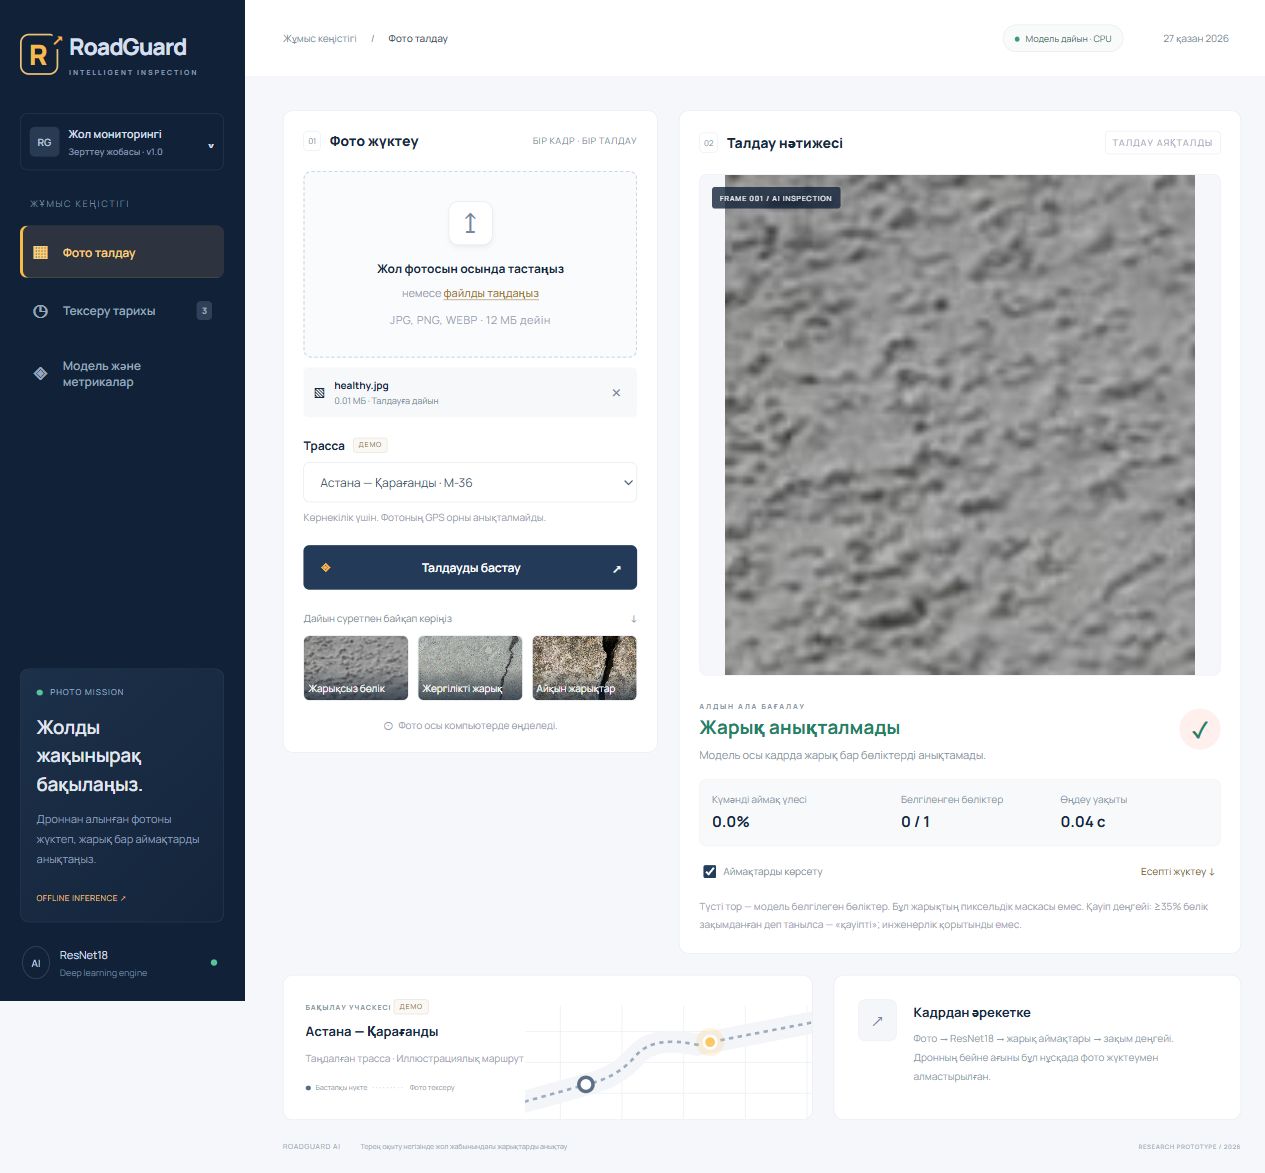 R RoadGuard
INTELLIGENT INSPECTION
RG Жол мониторингі
Зерттеу жобасы · v1.0
ЖҰМЫС КЕҢІСТІГІ
Фото талдау
Тексеру тарихы 3
Модель және
метрикалар
PHOTO MISSION
Жолды
жақынырақ
бақылаңыз.
Дроннан алынған фотоны
жүктеп, жарық бар аймақтарды
анықтаңыз.
OFFLINE INFERENCE ↗
AI ResNet18
Deep learning engine
Жұмыс кеңістігі / Фото талдау
Модель дайын · CPU
27 қазан 2026
01 Фото жүктеу
БІР КАДР · БІР ТАЛДАУ
Жол фотосын осында тастаңыз
немесе файлды таңдаңыз
JPG, PNG, WEBP · 12 МБ дейін
healthy.jpg
0.01 МБ · Талдауға дайын
Трасса ДЕМО
Астана — Қарағанды · М-36
Көрнекілік үшін. Фотоның GPS орны анықталмайды.
Талдауды бастау ↗
Дайын суретпен байқап көріңіз ↓
Жарықсыз бөлік
Жергілікті жарық
Айқын жарықтар
Фото осы компьютерде өңделеді.
02 Талдау нәтижесі
ТАЛДАУ АЯҚТАЛДЫ
FRAME 001 / AI INSPECTION
АЛДЫН АЛА БАҒАЛАУ
Жарық анықталмады
Модель осы кадрда жарық бар бөліктерді анықтамады.
Күмәнді аймақ үлесі
0.0%
Белгіленген бөліктер
0 / 1
Өңдеу уақыты
0.04 с
Аймақтарды көрсету
Есепті жүктеу ↓
Түсті тор — модель белгілеген бөліктер. Бұл жарықтың пиксельдік маскасы емес. Қауіп деңгейі: ≥35% бөлік
зақымданған деп танылса — «қауіпті»; инженерлік қорытынды емес.
БАҚЫЛАУ УЧАСКЕСІ ДЕМО
Астана — Қарағанды
Таңдалған трасса · Иллюстрациялық маршрут
Бастапқы нүкте
Фото тексеру
Кадрдан әрекетке
Фото → ResNet18 → жарық аймақтары → зақым деңгейі.
Дронның бейне ағыны бұл нұсқада фото жүктеумен
алмастырылған.
ROADGUARD AI
Терең оқыту негізінде жол жабынындағы жарықтарды анықтау
RESEARCH PROTOTYPE / 2026